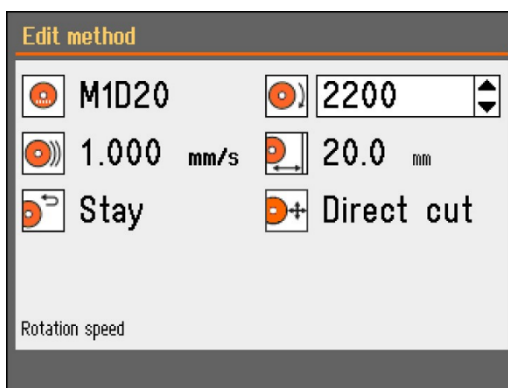 Edit method
M1D20 2200
1.000 mm/s 20.0 mm
Stay Direct cut
Rotation speed